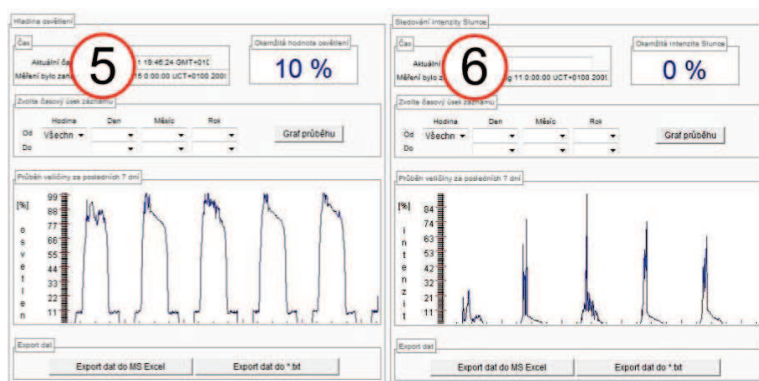 Hladina osvětlení
Čas
Okamžitá hodnota osvětlení
Aktuální
5
1 18:46:24 GMT+010
10 %
Měření bylo
15 0:00:00 UCT+0100 200
Zvolte časový úsek záznamu
Hodina Den Měsíc Rok
Od Všechn
Graf průběhu
Do
Průběh veličiny za posledních 7 dní
[%]
99
88
77
66
55
44
33
22
11
o
s
v
e
t
l
e
n
Export dat
Export dat do MS Excel
Export dat do *.txt
Sledování intenzity Slunce
Čas
Okamžitá intenzita Slunce
Aktuální
6
0 %
Měření bylo
11 0:00:00 UCT+0100 200
Zvolte časový úsek záznamu
Hodina Den Měsíc Rok
Od Všechn
Graf průběhu
Do
Průběh veličiny za posledních 7 dní
[%]
84
74
63
53
42
32
21
11
i
n
t
e
n
z
i
t
Export dat
Export dat do MS Excel
Export dat do *.txt